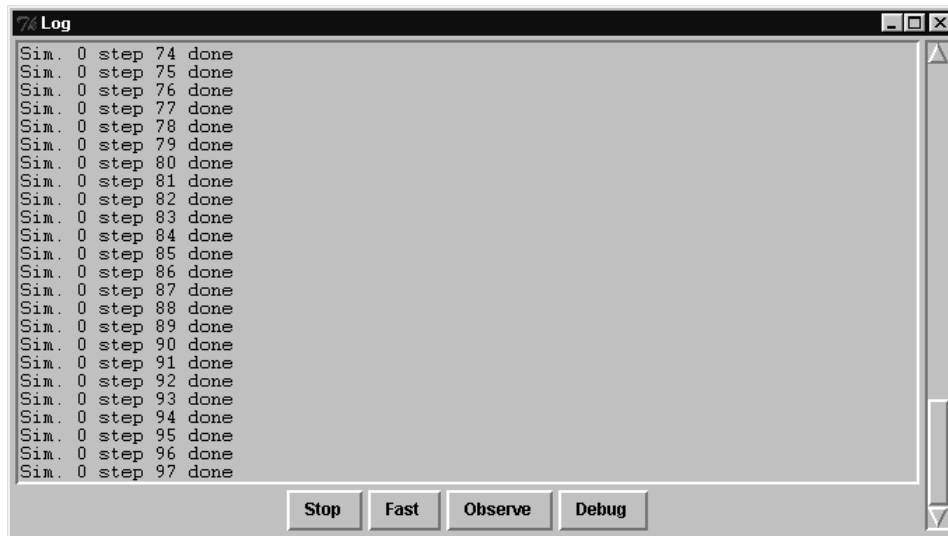 Log
Sim. 0 step 74 done
Sim. 0 step 75 done
Sim. 0 step 76 done
Sim. 0 step 77 done
Sim. 0 step 78 done
Sim. 0 step 79 done
Sim. 0 step 80 done
Sim. 0 step 81 done
Sim. 0 step 82 done
Sim. 0 step 83 done
Sim. 0 step 84 done
Sim. 0 step 85 done
Sim. 0 step 86 done
Sim. 0 step 87 done
Sim. 0 step 88 done
Sim. 0 step 89 done
Sim. 0 step 90 done
Sim. 0 step 91 done
Sim. 0 step 92 done
Sim. 0 step 93 done
Sim. 0 step 94 done
Sim. 0 step 95 done
Sim. 0 step 96 done
Sim. 0 step 97 done
Stop Fast Observe Debug